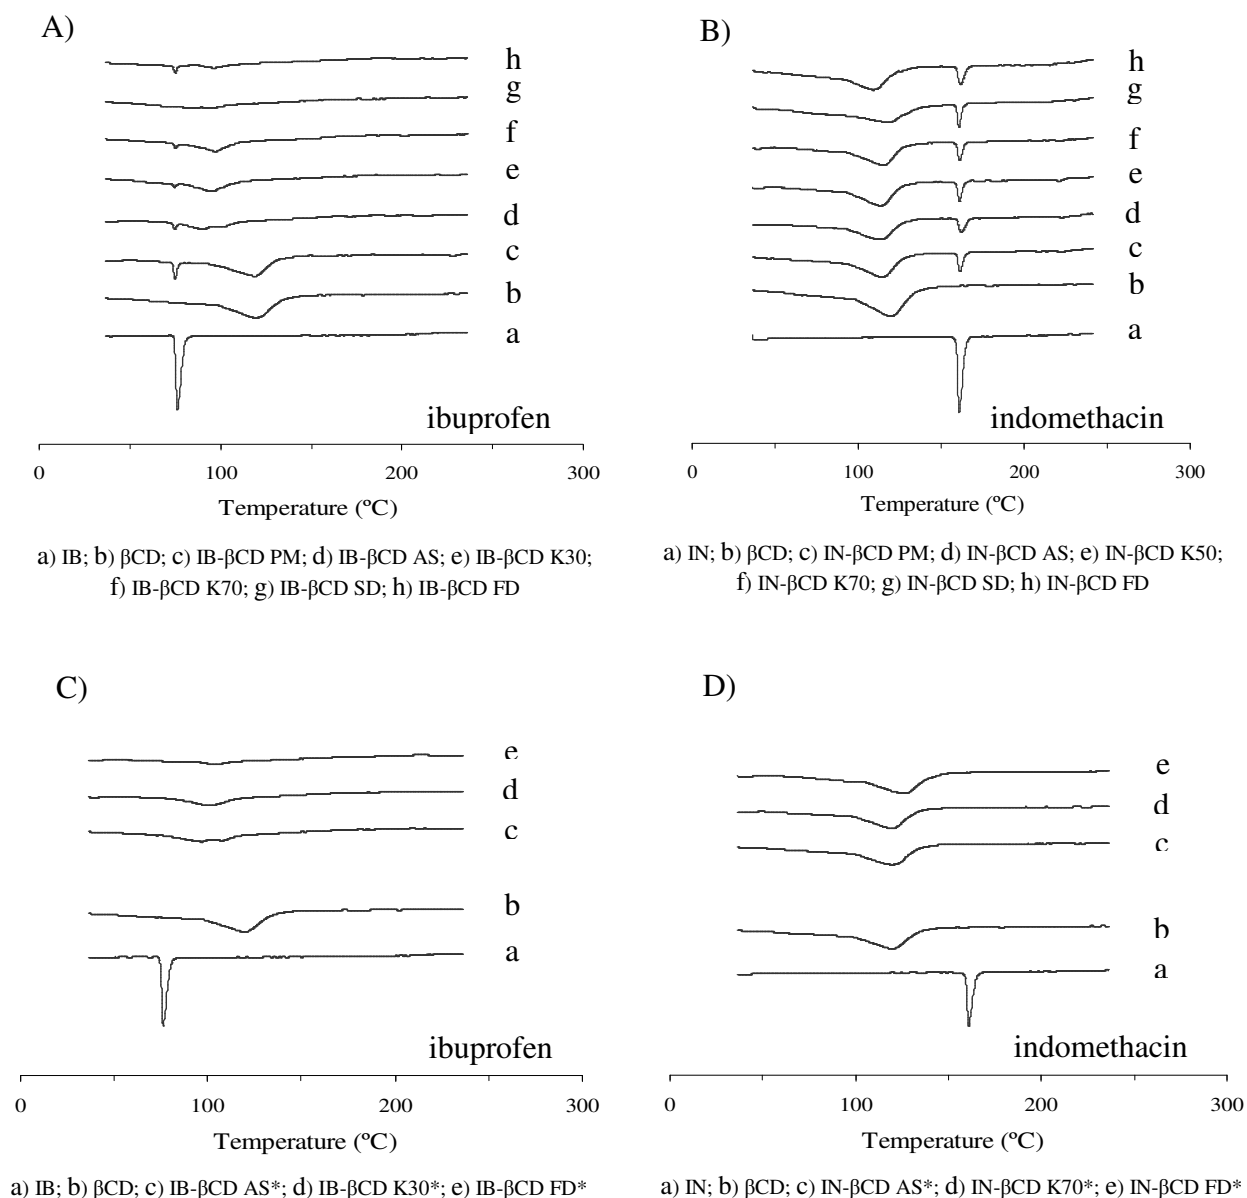 A)
h
g
f
e
d
c
b
a
ibuprofen
0 100 200 300
Temperature (ºC)
a) IB; b) βCD; c) IB-βCD PM; d) IB-βCD AS; e) IB-βCD K30;
f) IB-βCD K70; g) IB-βCD SD; h) IB-βCD FD
B)
h
g
f
e
d
c
b
a
indomethacin
0 100 200 300
Temperature (ºC)
a) IN; b) βCD; c) IN-βCD PM; d) IN-βCD AS; e) IN-βCD K50;
f) IN-βCD K70; g) IN-βCD SD; h) IN-βCD FD
C)
e
d
c
b
a
ibuprofen
0 100 200 300
Temperature (ºC)
a) IB; b) βCD; c) IB-βCD AS*; d) IB-βCD K30*; e) IB-βCD FD*
D)
e
d
c
b
a
indomethacin
0 100 200 300
Temperature (ºC)
a) IN; b) βCD; c) IN-βCD AS*; d) IN-βCD K70*; e) IN-βCD FD*